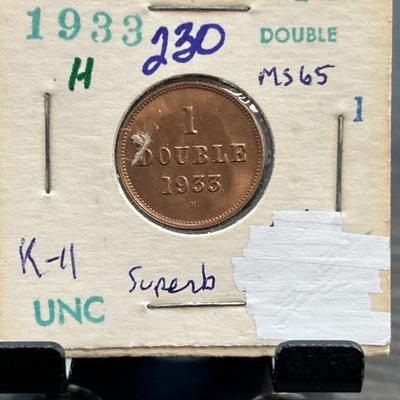 1933 230 DOUBLE
H MS65
1
1
DOUBLE
1933
H
K-11 Superb
UNC